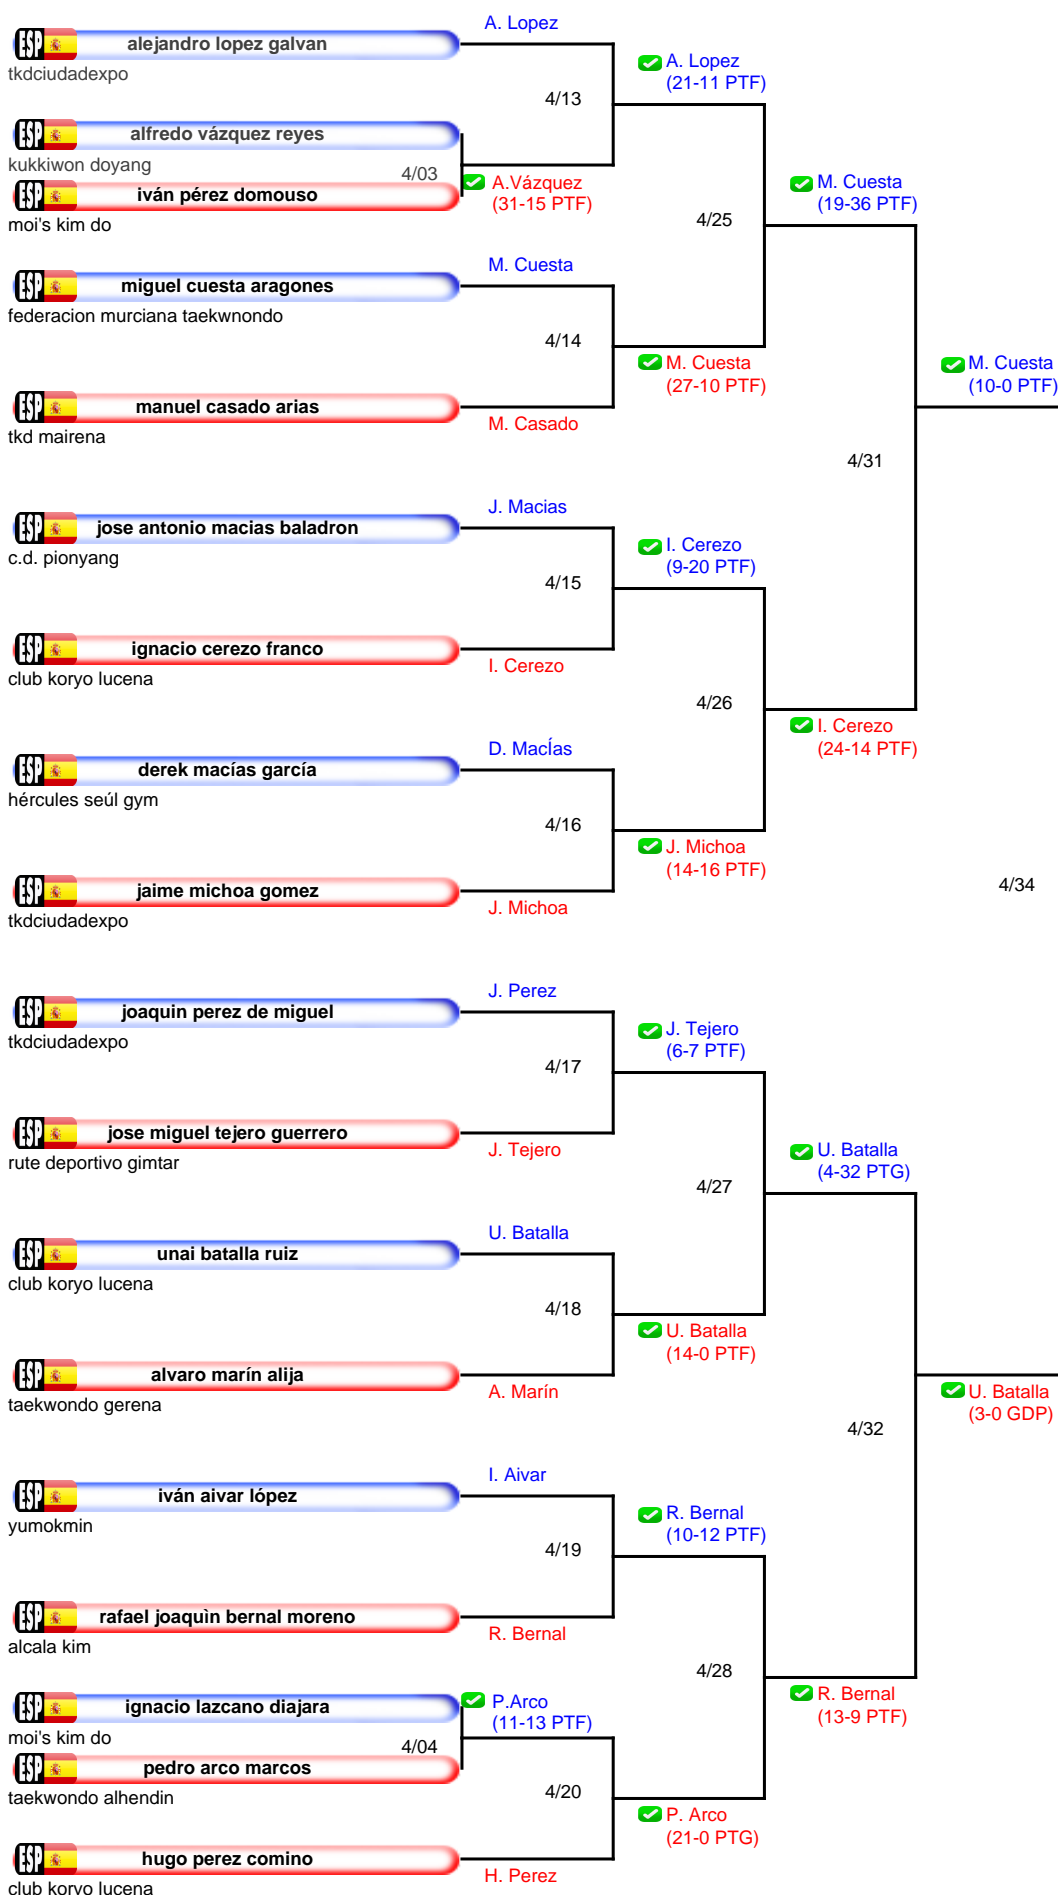 A. Lopez
ESP alejandro lopez galvan
tkdciudadexpo
A. Lopez
(21-11 PTF)
4/13
ESP alfredo vázquez reyes
kukkiwon doyang
4/03
A.Vázquez
(31-15 PTF)
ESP iván pérez domouso
moi's kim do
M. Cuesta
(19-36 PTF)
4/25
M. Cuesta
ESP miguel cuesta aragones
federacion murciana taekwnondo
4/14
M. Cuesta
(27-10 PTF)
M. Cuesta
(10-0 PTF)
ESP manuel casado arias
tkd mairena
M. Casado
4/31
J. Macias
ESP jose antonio macias baladron
c.d. pionyang
I. Cerezo
(9-20 PTF)
4/15
ESP ignacio cerezo franco
club koryo lucena
I. Cerezo
4/26
I. Cerezo
(24-14 PTF)
D. MacÍas
ESP derek macías garcía
hércules seúl gym
4/16
J. Michoa
(14-16 PTF)
ESP jaime michoa gomez
tkdciudadexpo
J. Michoa
4/34
J. Perez
ESP joaquin perez de miguel
tkdciudadexpo
J. Tejero
(6-7 PTF)
4/17
ESP jose miguel tejero guerrero
rute deportivo gimtar
J. Tejero
U. Batalla
(4-32 PTG)
4/27
U. Batalla
ESP unai batalla ruiz
club koryo lucena
4/18
U. Batalla
(14-0 PTF)
ESP alvaro marín alija
taekwondo gerena
A. Marín
U. Batalla
(3-0 GDP)
4/32
I. Aivar
ESP iván aivar lópez
yumokmin
R. Bernal
(10-12 PTF)
4/19
ESP rafael joaquìn bernal moreno
alcala kim
R. Bernal
4/28
R. Bernal
(13-9 PTF)
ESP ignacio lazcano diajara
moi's kim do
P.Arco
(11-13 PTF)
4/04
ESP pedro arco marcos
taekwondo alhendin
4/20
P. Arco
(21-0 PTG)
ESP hugo perez comino
club koryo lucena
H. Perez